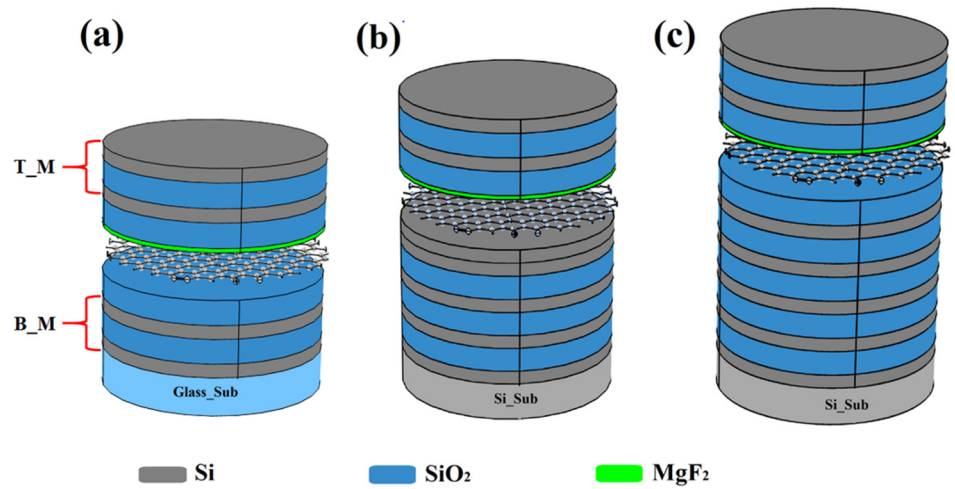 (a)
(b)
(c)
T_M
B_M
Glass_Sub
Si_Sub
Si_Sub
Si
SiO₂
MgF₂